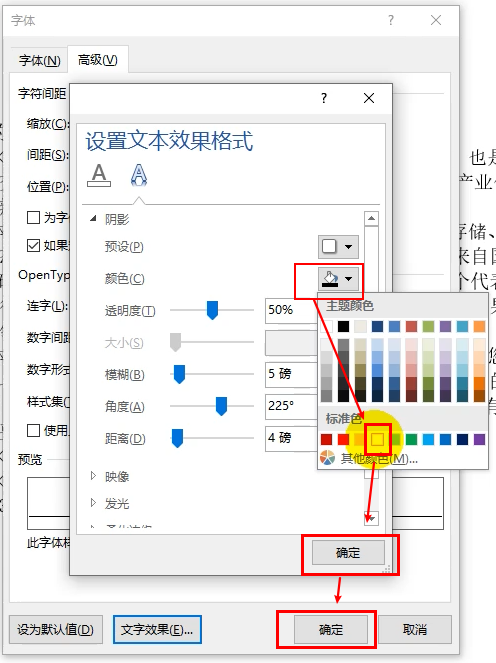 字体
字体(N) 高级(V)
字符间距
缩放(C):
间距(S):
位置(P):
为字
如果
OpenType
连字(L):
数字间距
数字形式
样式集(T)
使用
预览
此字体样
设为默认值(D) 文字效果(E)... 确定 取消
设置文本效果格式
A A
阴影
预设(P)
颜色(C)
透明度(T) 50%
大小(S)
模糊(B) 5 磅
角度(A) 225°
距离(D) 4 磅
映像
发光
确定
主题颜色
标准色
其他颜色(M)...
也是
产业
存储、
来自国
个代表
果
您
的
有